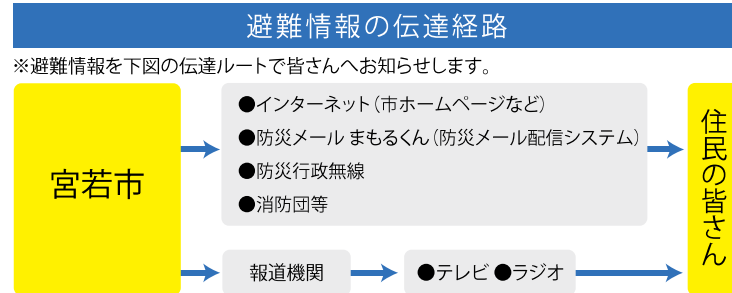 避難情報の伝達経路
※避難情報を下図の伝達ルートで皆さんへお知らせします。
宮若市
●インターネット（市ホームページなど）
●防災メール まもるくん（防災メール配信システム）
●防災行政無線
●消防団等
報道機関
●テレビ ●ラジオ
住民の皆さん